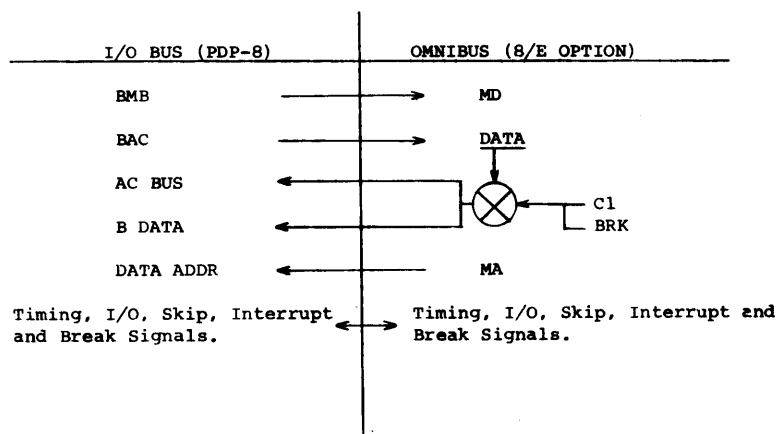 I/O BUS (PDP-8) OMNIBUS (8/E OPTION)
BMB MD
BAC DATA
AC BUS
C1
B DATA BRK
DATA ADDR MA
Timing, I/O, Skip, Interrupt
and Break Signals.
Timing, I/O, Skip, Interrupt and
Break Signals.